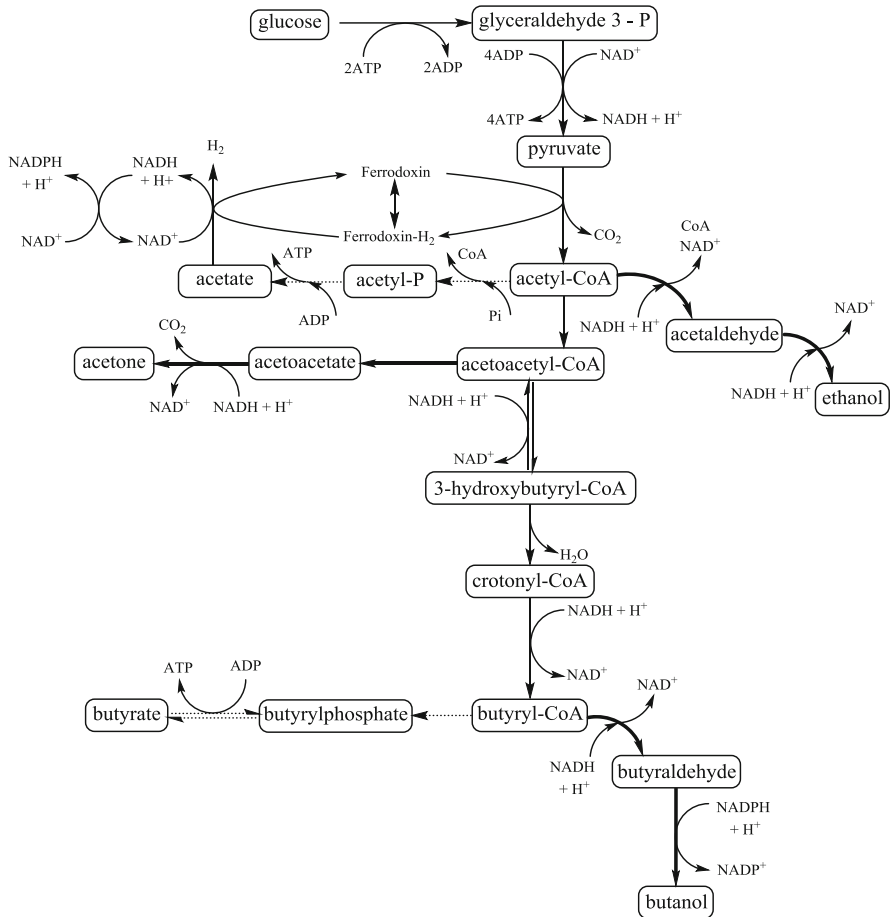 glucose
glyceraldehyde 3 - P
2ATP
2ADP
4ADP
NAD⁺
4ATP
NADH + H⁺
pyruvate
NADPH
+ H⁺
NADH
+ H+
H₂
Ferrodoxin
NAD⁺
NAD⁺
Ferrodoxin-H₂
CO₂
ATP
CoA
CoA
NAD⁺
acetate
acetyl-P
acetyl-CoA
ADP
Pi
NADH + H⁺
acetaldehyde
NAD⁺
CO₂
acetone
acetoacetate
acetoacetyl-CoA
NAD⁺
NADH + H⁺
NADH + H⁺
NADH + H⁺
ethanol
NAD⁺
3-hydroxybutyryl-CoA
H₂O
crotonyl-CoA
NADH + H⁺
NAD⁺
ATP
ADP
NAD⁺
butyrate
butyrylphosphate
butyryl-CoA
NADH
+ H⁺
butyraldehyde
NADPH
+ H⁺
NADP⁺
butanol